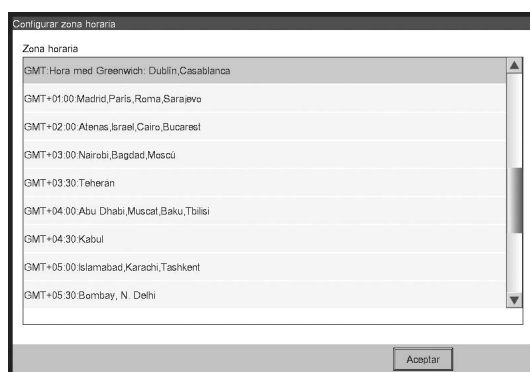 Configurar zona horaria
Zona horaria
GMT:Hora med Greenwich: Dublín,Casablanca
GMT+01:00:Madrid,París,Roma,Sarajevo
GMT+02:00:Atenas,Israel,Cairo,Bucarest
GMT+03:00:Nairobi,Bagdad,Moscú
GMT+03:30:Teherán
GMT+04:00:Abu Dhabi,Muscat,Baku,Tbilisi
GMT+04:30:Kabul
GMT+05:00:Islamabad,Karachi,Tashkent
GMT+05:30:Bombay, N. Delhi
Aceptar